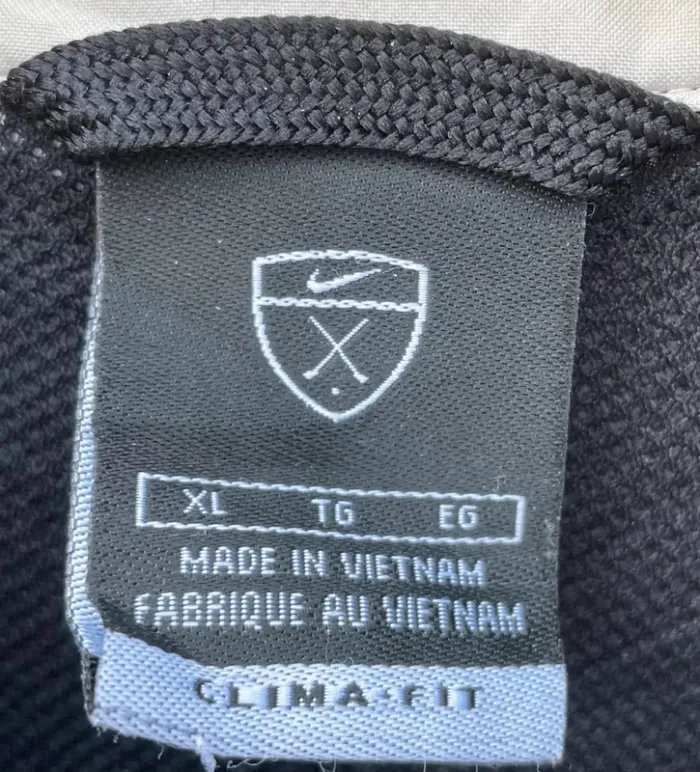 XL TG EG
MADE IN VIETNAM
FABRIQUE AU VIETNAM
CLIMA·FIT